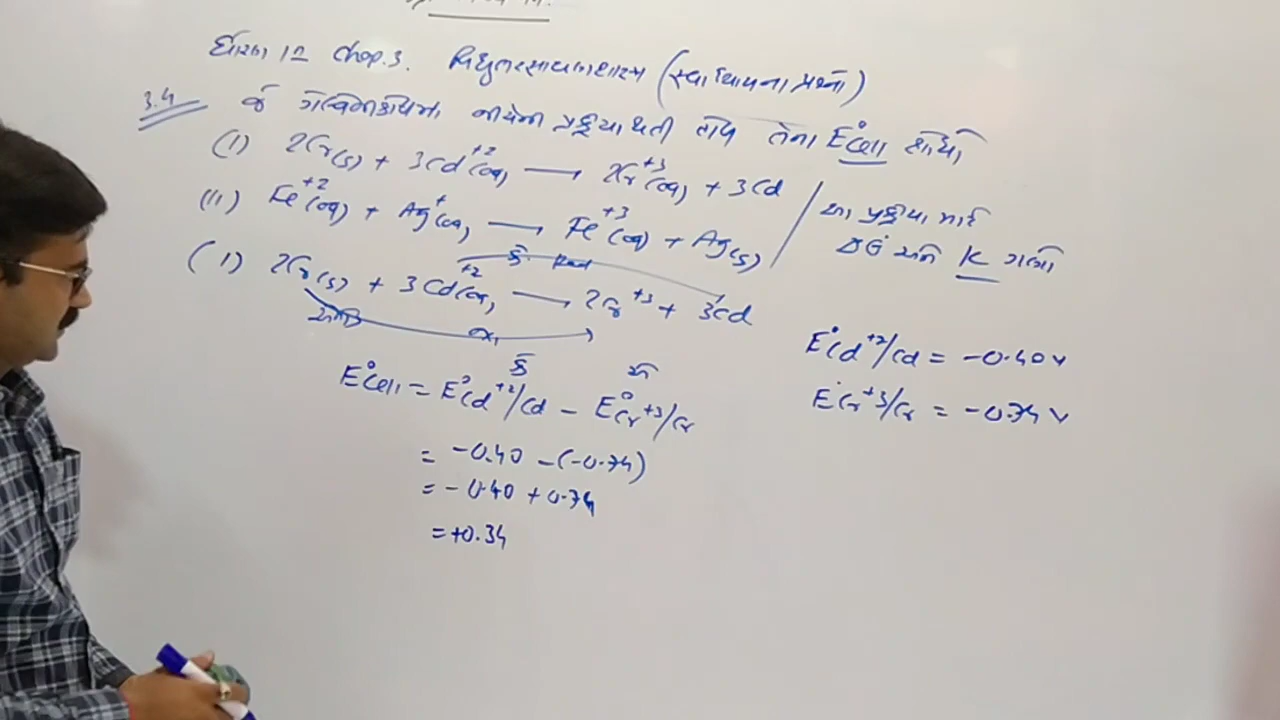 ધોરણ 12 Chap.3. વિદ્યુતરસાયણશાસ્ત્ર (સ્વાધ્યાયના પ્રશ્નો)
3.4 જે ગેલ્વેનિકકોષમાં નીચેની પ્રક્રિયા થતી હોય તેના E°cell શોધો
(I) 2Cr(s) + 3Cd⁺²(aq) ⟶ 2Cr⁺³(aq) + 3Cd
(II) Fe⁺²(aq) + Ag⁺(aq) ⟶ Fe⁺³(aq) + Ag(s)
આ પ્રક્રિયા માટે
ΔG° અને K ગણો
કે. Red
(I) 2Cr(s) + 3Cd⁺²(aq) ⟶ 2Cr⁺³ + 3Cd
E°Cd⁺²/Cd = -0.40 v
E°Cr⁺³/Cr = -0.74 v
કે
E°Cell = E°Cd⁺²/Cd - E°Cr⁺³/Cr
= -0.40 -(-0.74)
= -0.40 + 0.74
= +0.34